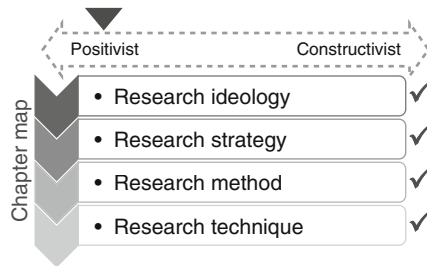 Positivist Constructivist
Chapter map
• Research ideology
• Research strategy
• Research method
• Research technique